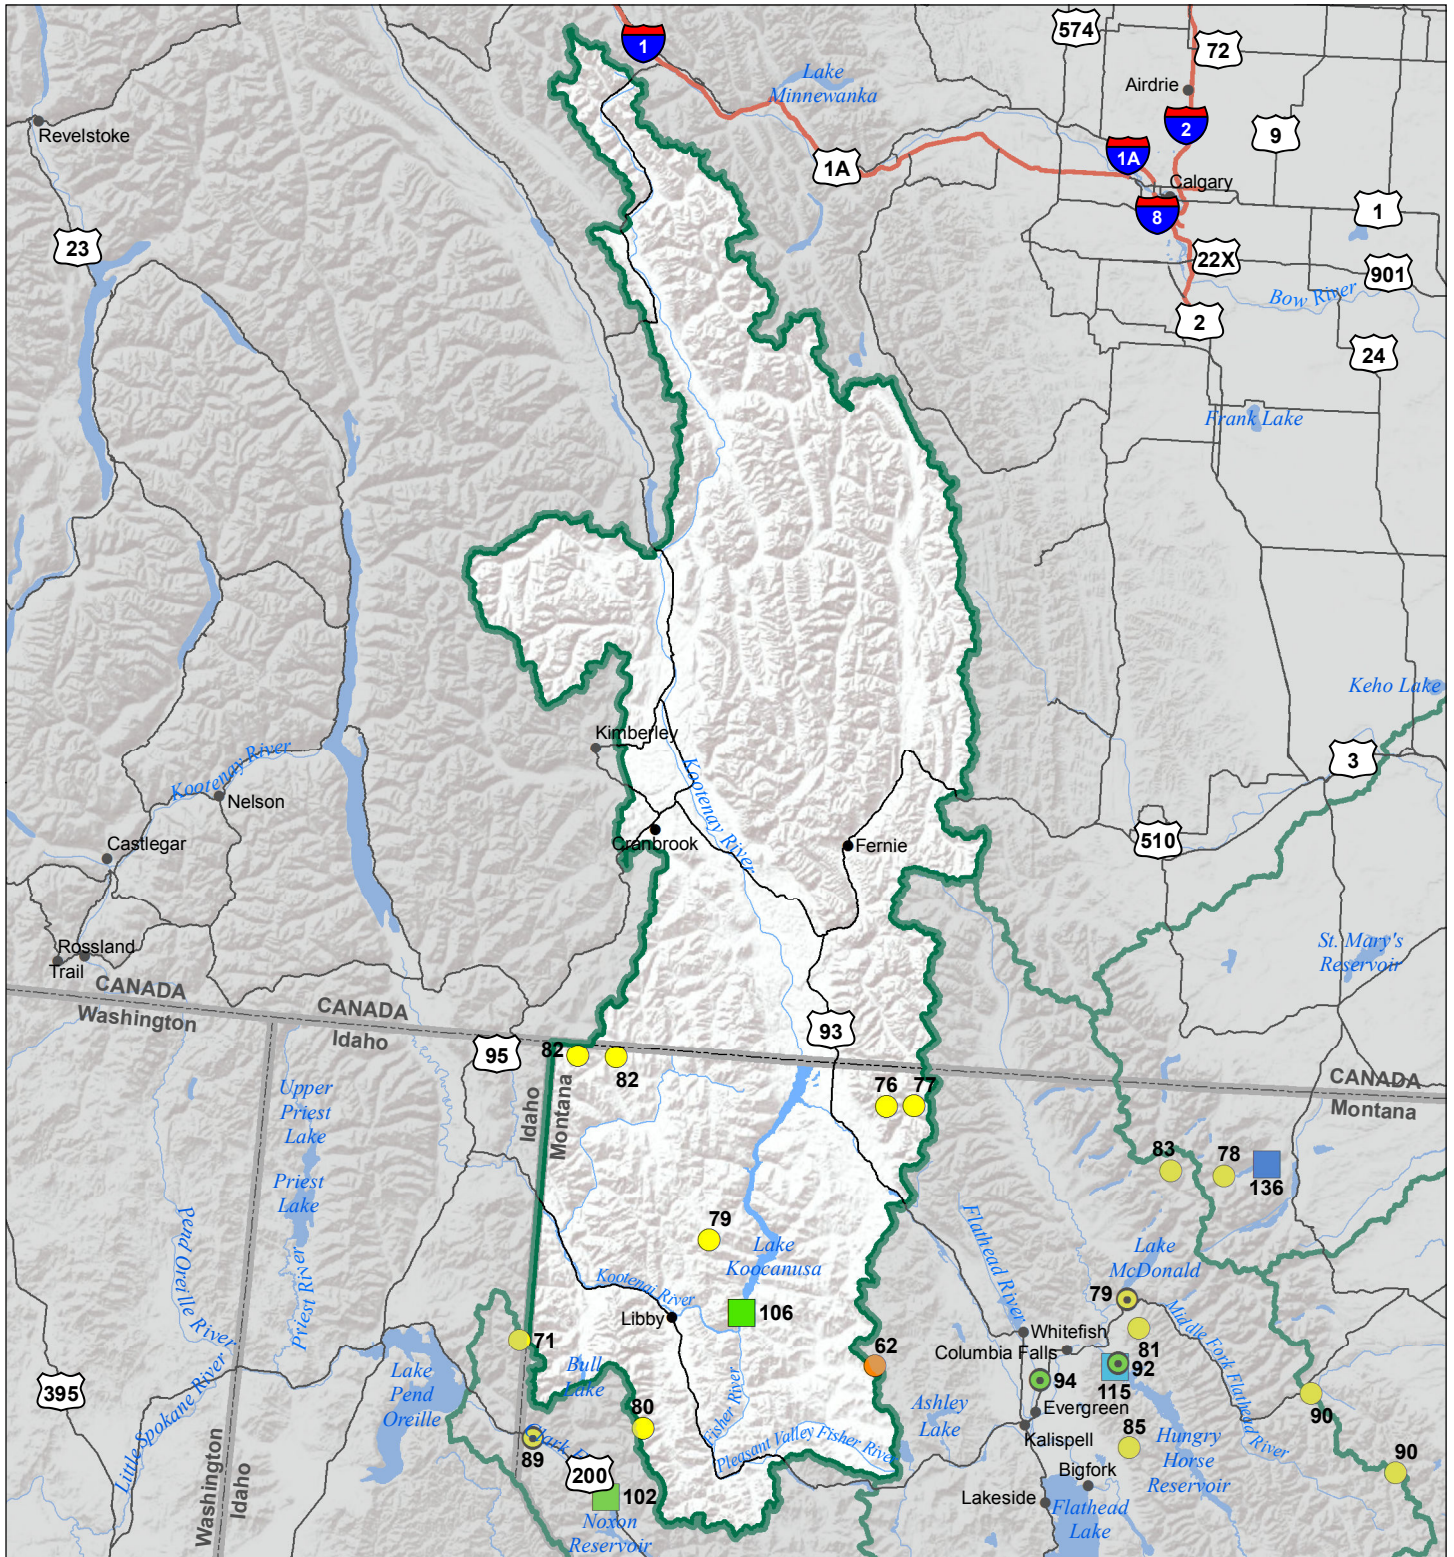 574
72
1
Lake
Minnewanka
Airdrie
2
9
Revelstoke
1A
1A
Calgary
8
1
23
22X
901
Bow River
2
24
Frank Lake
Keho Lake
Kimberley
3
Kootenay River
Kootenay River
Nelson
510
Castlegar
Cranbrook
Fernie
Rossland
Trail
St. Mary's
Reservoir
CANADA
Washington
CANADA
Idaho
95
93
82
82
76
77
CANADA
Montana
Upper
Priest
Lake
Idaho
Montana
83
78
136
Priest
Lake
Pend Oreille River
Priest River
79
Lake
Koocanusa
Flathead River
Lake
McDonald
Kootenai River
79
Middle Fork Flathead River
Libby
106
Whitefish
Columbia Falls
81
71
62
92
115
94
Bull
Lake
Lake
Pend
Oreille
395
Little Spokane River
Fisher River
Ashley
Lake
Evergreen
90
80
Kalispell
85
Hungry
Horse
Reservoir
89
Pleasant Valley Fisher River
90
200
Bigfork
Washington
Idaho
102
Lakeside
Flathead
Lake
Noxon
Reservoir